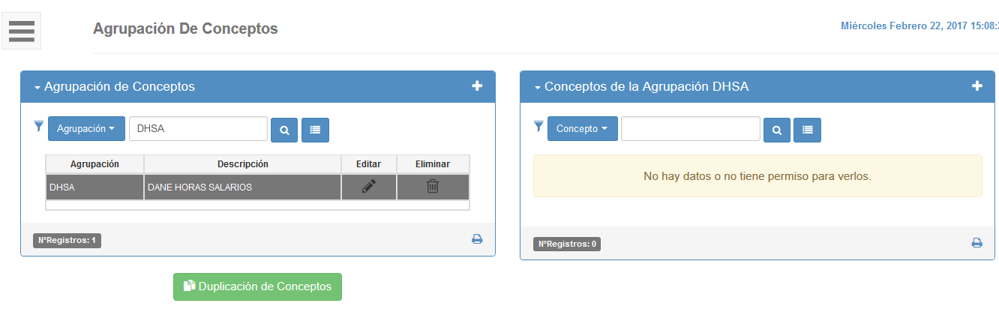 Agrupación De Conceptos
Miércoles Febrero 22, 2017 15:08:
Agrupación de Conceptos
Agrupación
DHSA
Agrupación Descripción Editar Eliminar
DHSA DANE HORAS SALARIOS
N°Registros: 1
Duplicación de Conceptos
Conceptos de la Agrupación DHSA
Concepto
No hay datos o no tiene permiso para verlos.
N°Registros: 0